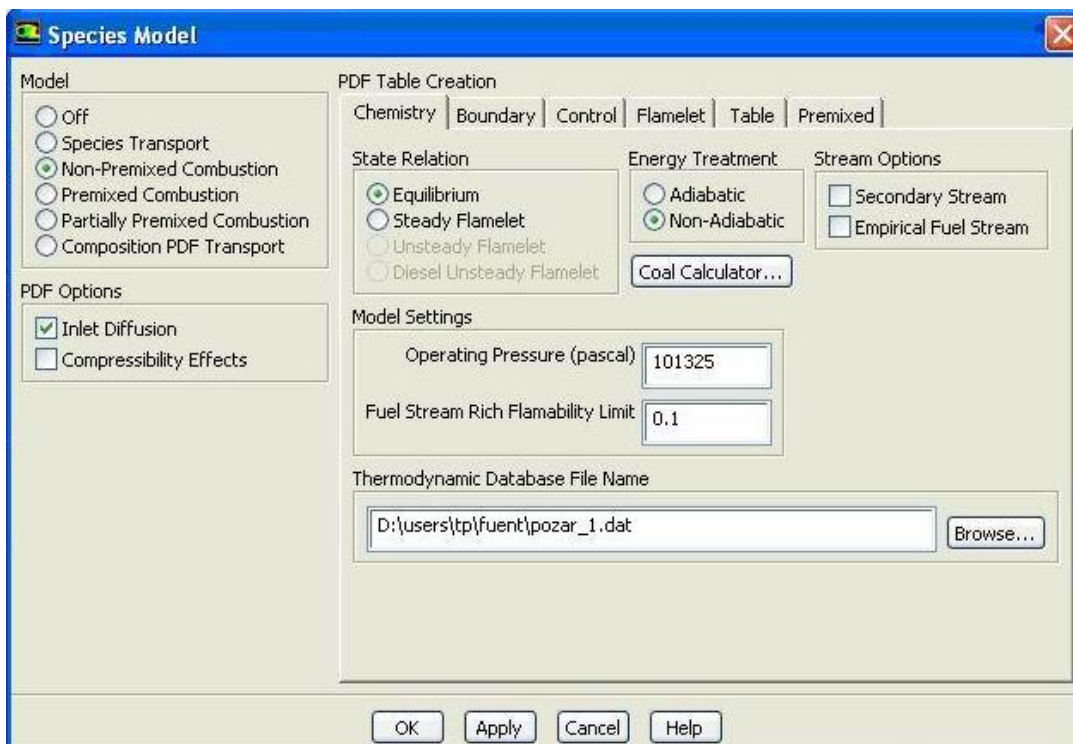 Species Model
Model
Off
Species Transport
Non-Premixed Combustion
Premixed Combustion
Partially Premixed Combustion
Composition PDF Transport
PDF Options
Inlet Diffusion
Compressibility Effects
PDF Table Creation
Chemistry Boundary Control Flamelet Table Premixed
State Relation
Equilibrium
Steady Flamelet
Unsteady Flamelet
Diesel Unsteady Flamelet
Energy Treatment
Adiabatic
Non-Adiabatic
Coal Calculator...
Stream Options
Secondary Stream
Empirical Fuel Stream
Model Settings
Operating Pressure (pascal) 101325
Fuel Stream Rich Flamability Limit 0.1
Thermodynamic Database File Name
D:\users\tp\fuent\pozar_1.dat Browse...
OK Apply Cancel Help